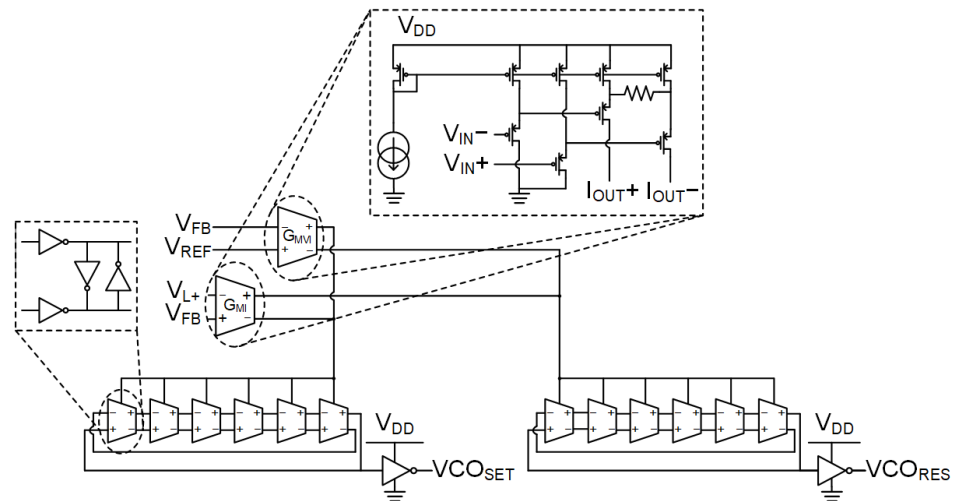 VDD
VIN−
VIN+
IOUT+ IOUT−
VFB
VREF
− +
GMVI
+ −
VL+
VFB
− +
GMI
+ −
− + − + − + − + − + − +
+ − + − + − + − + − + −
− + − + − + − + − + − +
+ − + − + − + − + − + −
VDD
VCOSET
VDD
VCORES